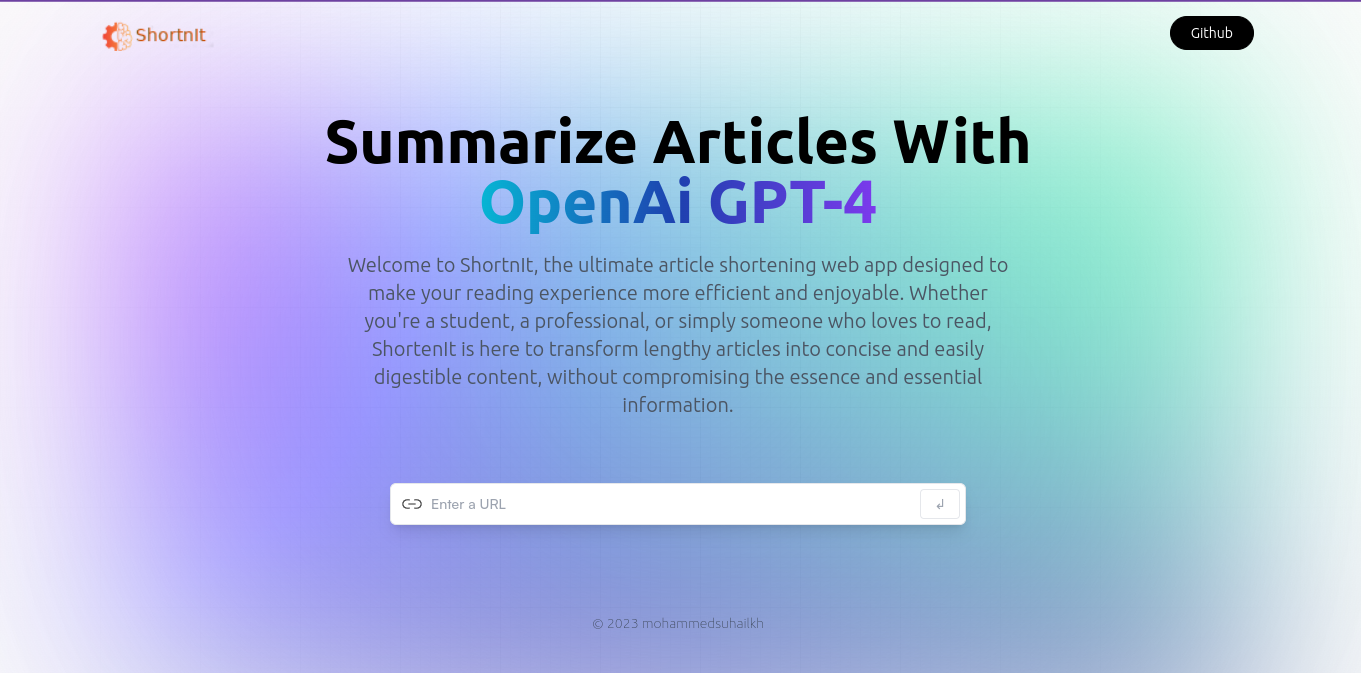 ShortnIt
Github
Summarize Articles With
OpenAi GPT-4
Welcome to ShortnIt, the ultimate article shortening web app designed to
make your reading experience more efficient and enjoyable. Whether
you're a student, a professional, or simply someone who loves to read,
ShortenIt is here to transform lengthy articles into concise and easily
digestible content, without compromising the essence and essential
information.
Enter a URL
↲
© 2023 mohammedsuhailkh